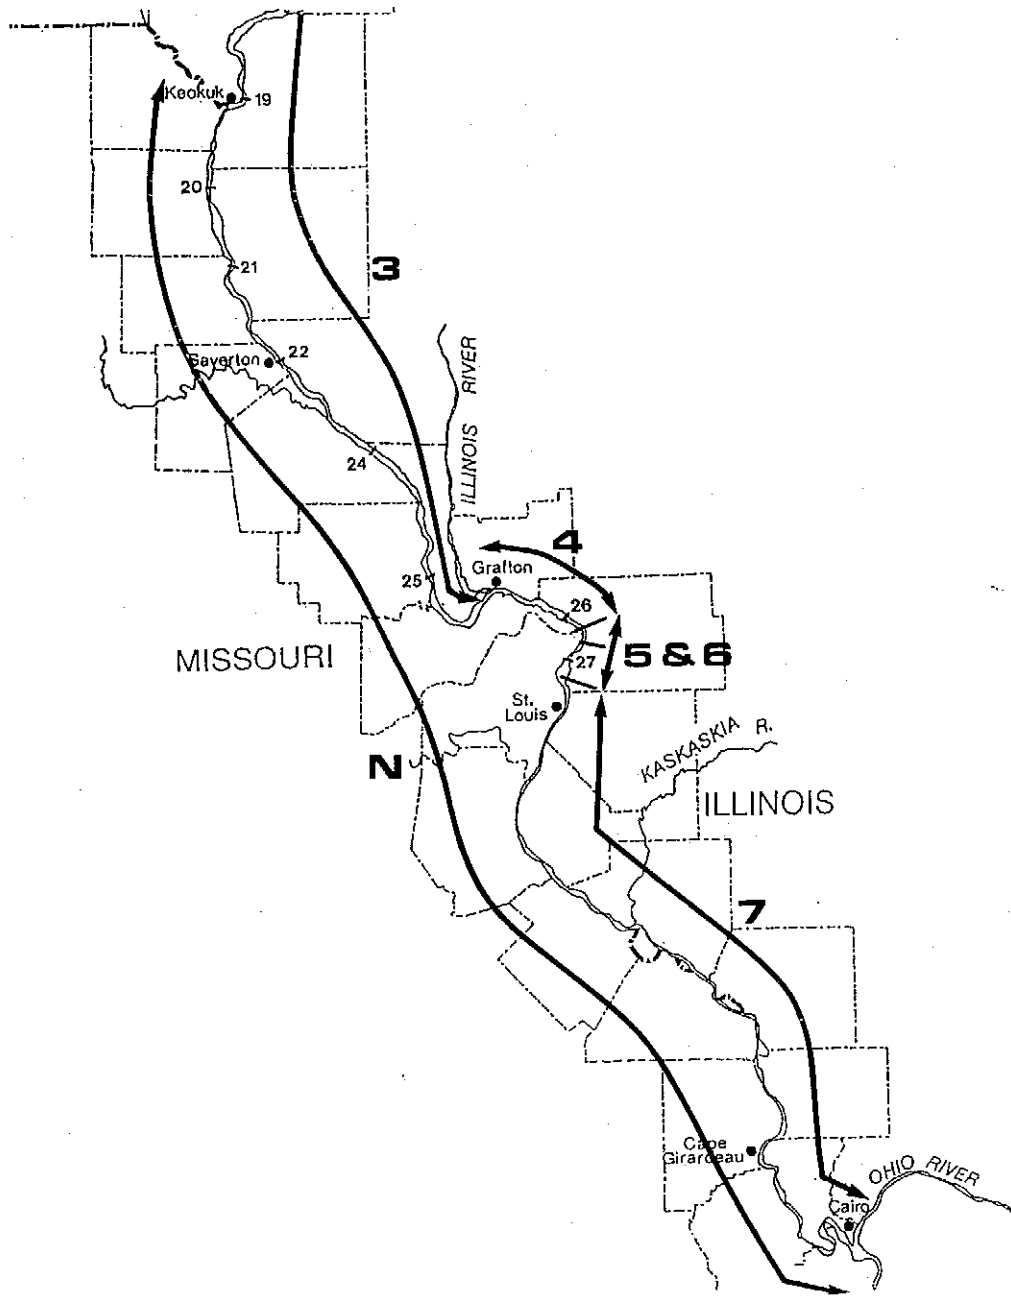 Keokuk
19
20
21
3
Saverton
22
ILLINOIS RIVER
24
4
Grafton
25
26
MISSOURI
5 & 6
27
St.
Louis
KASKASKIA R.
N
ILLINOIS
7
Cape
Girardeau
OHIO RIVER
Cairo